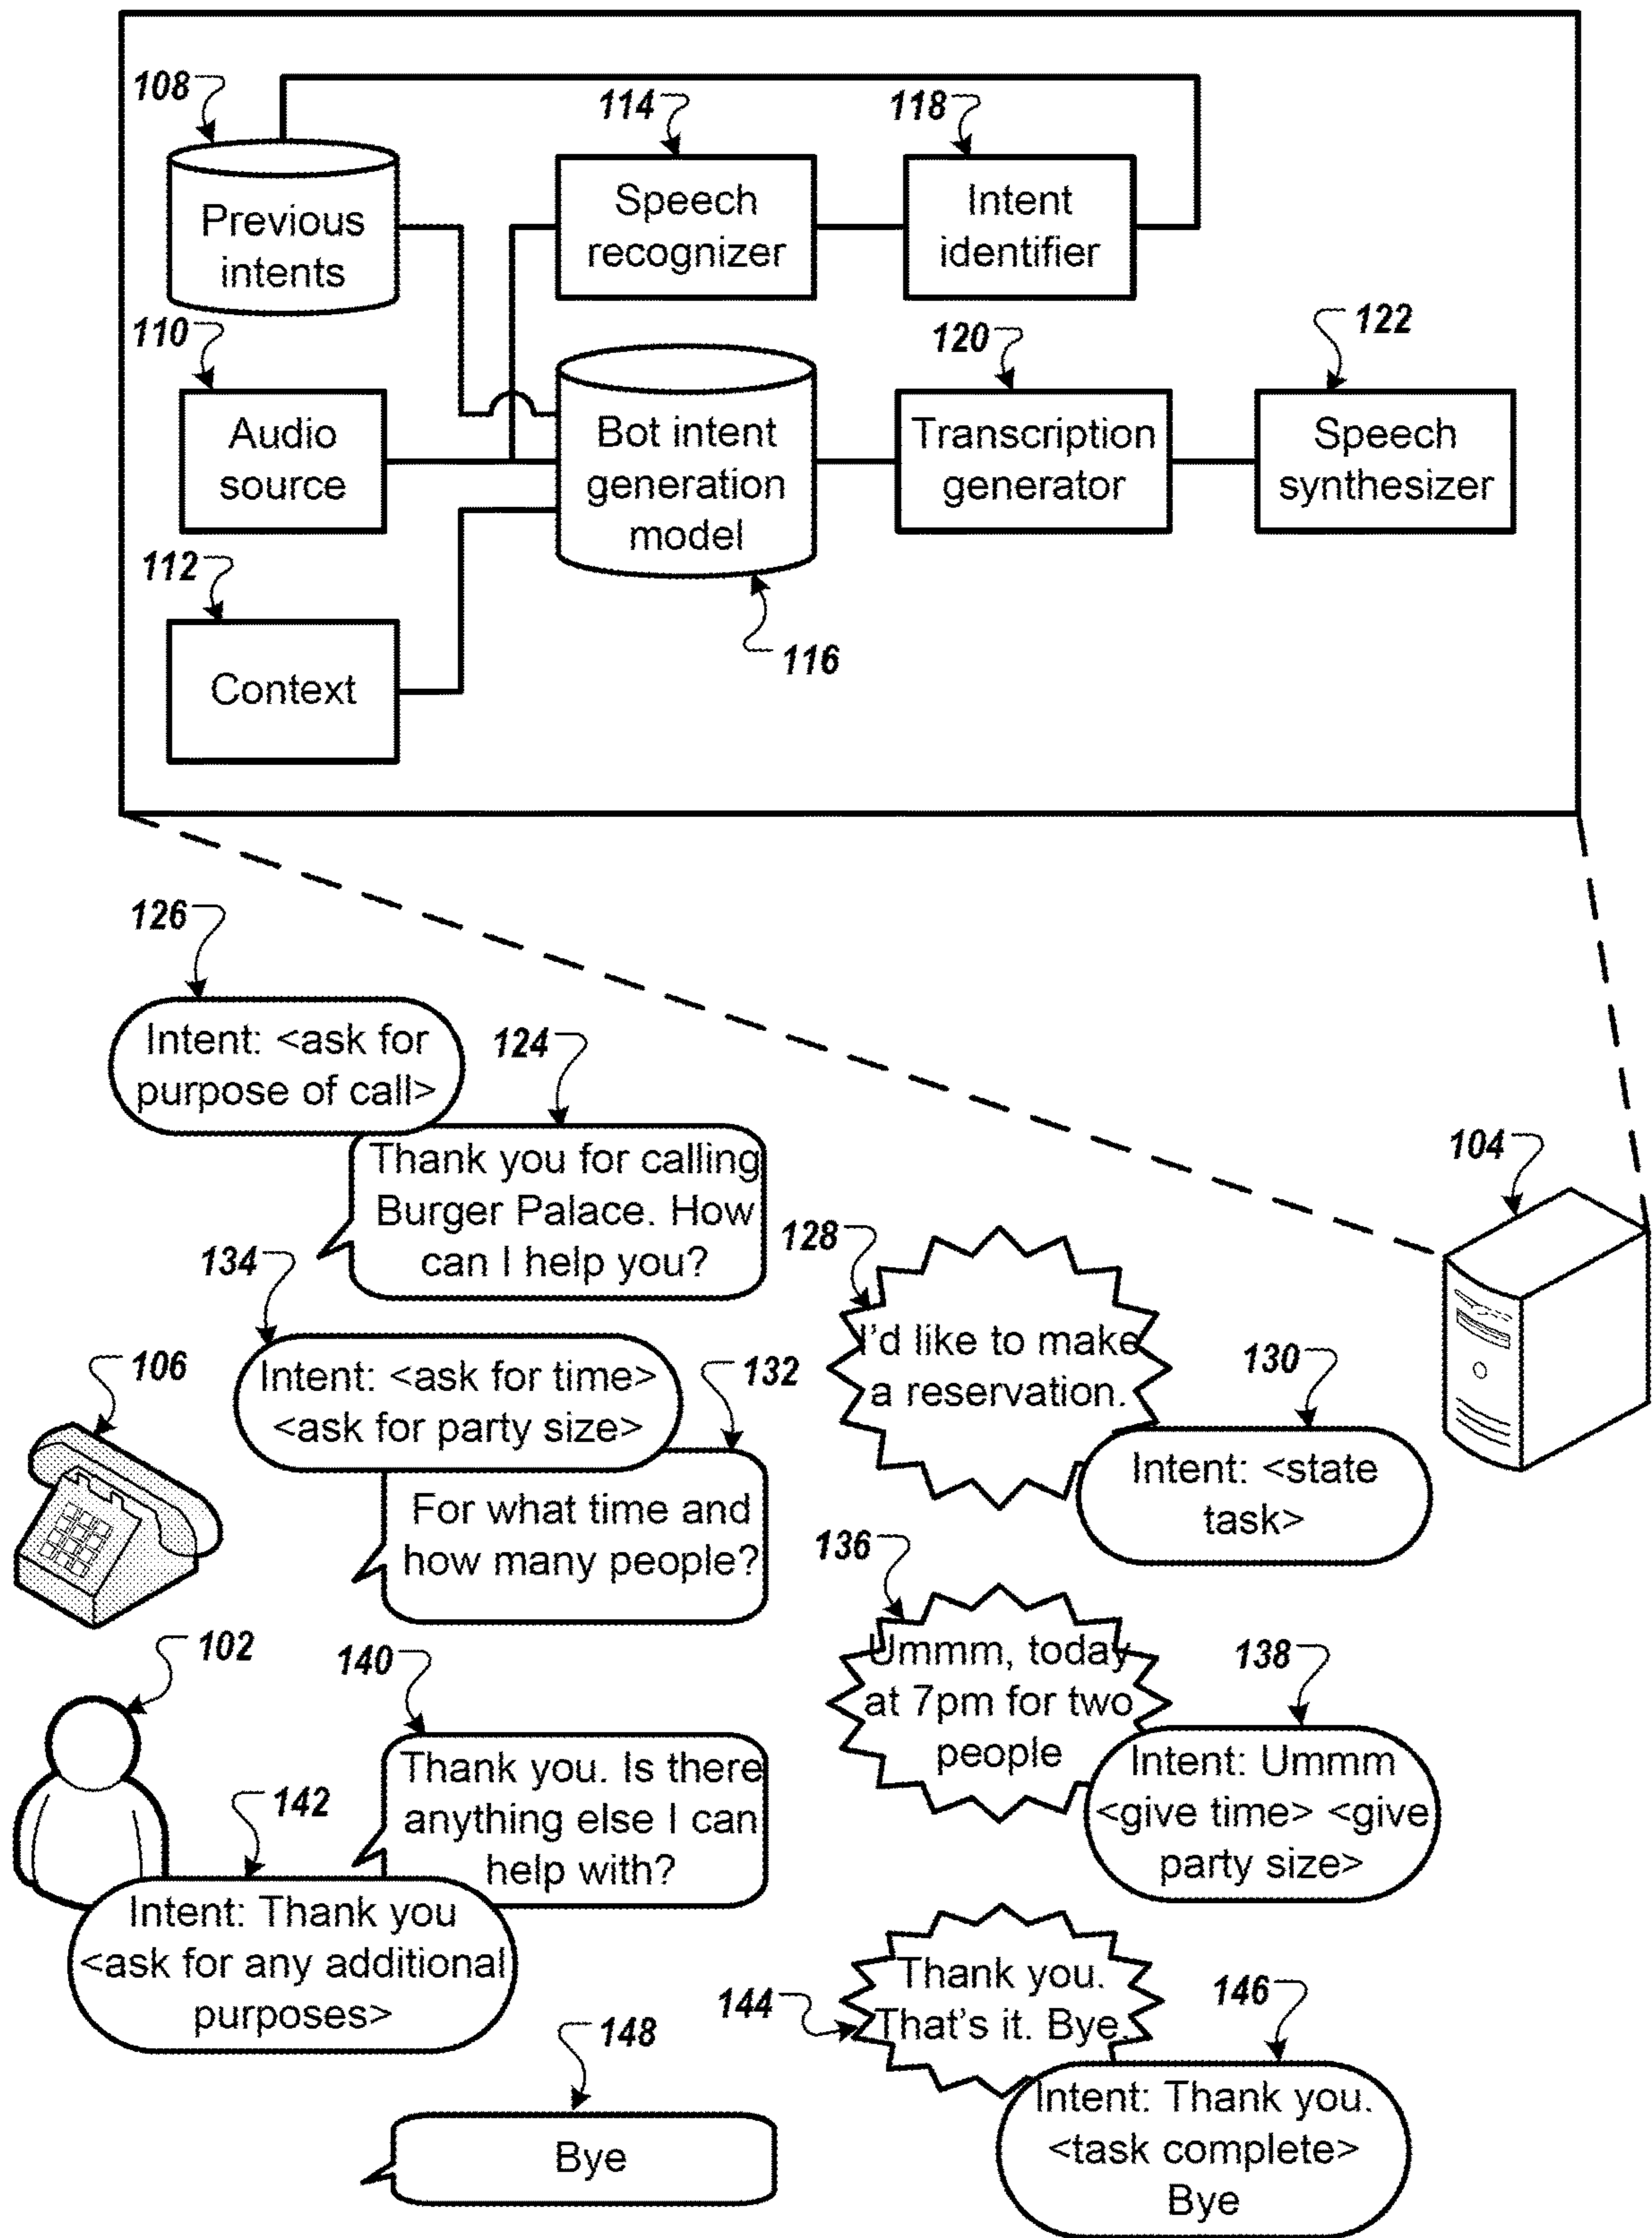 108
114
118
Previous
intents
Speech
recognizer
Intent
identifier
110
120
122
Audio
source
Bot intent
generation
model
Transcription
generator
Speech
synthesizer
112
116
Context
126
Intent: <ask for
purpose of call>
124
Thank you for calling
Burger Palace. How
can I help you?
104
128
I'd like to make
a reservation.
134
Intent: <ask for time>
<ask for party size>
132
130
Intent: <state
task>
106
For what time and
how many people?
136
Ummm, today
at 7pm for two
people
102
140
138
Thank you. Is there
anything else I can
help with?
Intent: Ummm
<give time> <give
party size>
142
Intent: Thank you
<ask for any additional
purposes>
144
Thank you.
That's it. Bye.
146
148
Bye
Intent: Thank you.
<task complete>
Bye